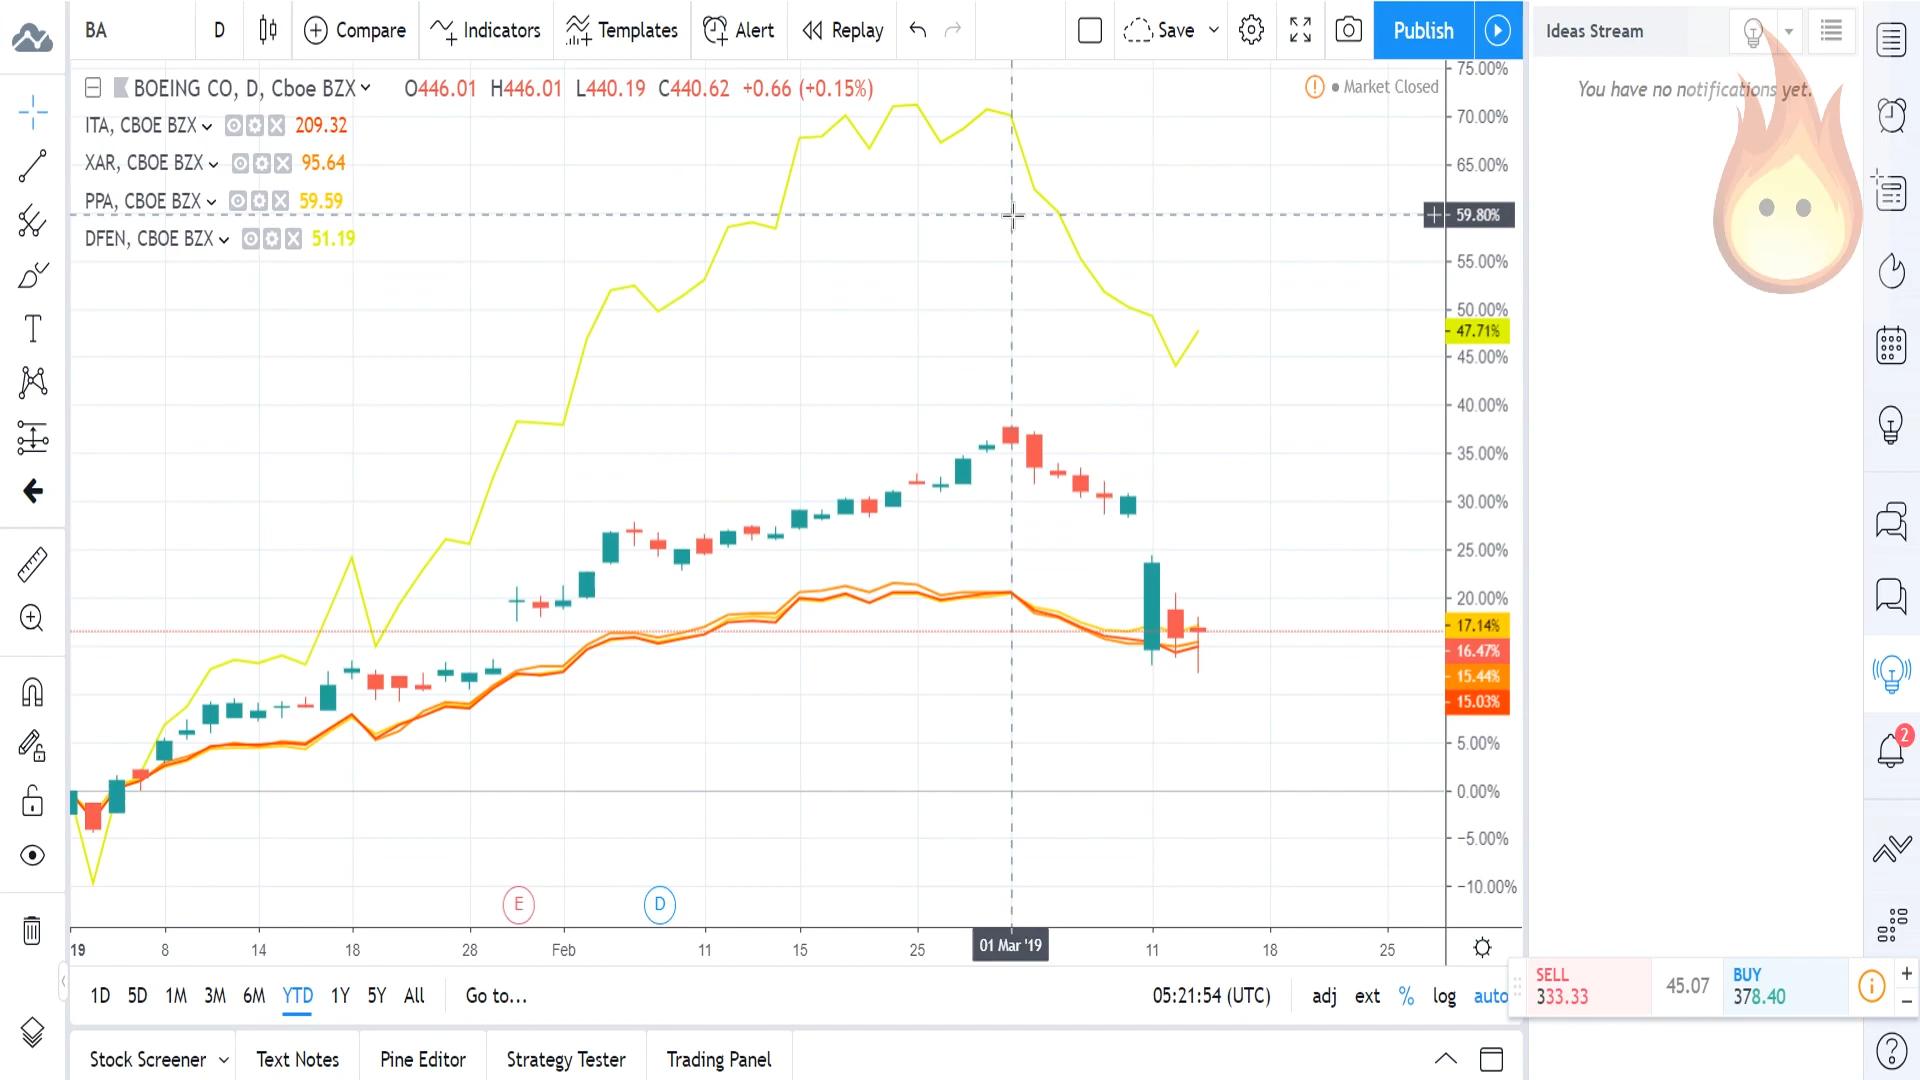 BA D Compare Indicators Templates Alert Replay Save Publish
BOEING CO, D, Cboe BZX O446.01 H446.01 L440.19 C440.62 +0.66 (+0.15%)
Market Closed
ITA, CBOE BZX 209.32
XAR, CBOE BZX 95.64
PPA, CBOE BZX 59.59
DFEN, CBOE BZX 51.19
75.00%
70.00%
65.00%
59.80%
55.00%
50.00%
47.71%
45.00%
40.00%
35.00%
30.00%
25.00%
20.00%
17.14%
16.47%
15.44%
15.03%
5.00%
0.00%
−5.00%
−10.00%
E D
19 8 14 18 28 Feb 11 15 25 01 Mar '19 11 18 25
1D 5D 1M 3M 6M YTD 1Y 5Y All Go to... 05:21:54 (UTC) adj ext % log auto
Stock Screener Text Notes Pine Editor Strategy Tester Trading Panel
Ideas Stream
You have no notifications yet.
2
SELL
333.33
45.07
BUY
378.40